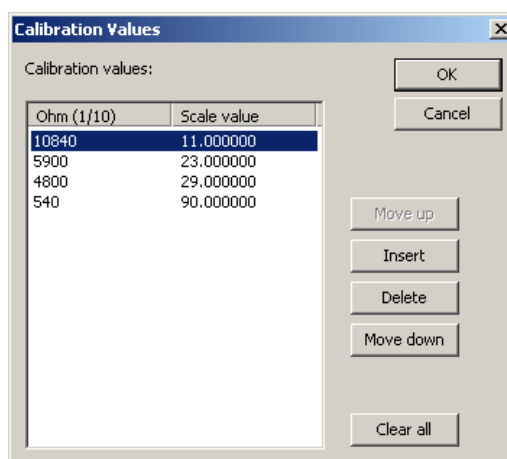 Calibration Values
Calibration values:
OK
Cancel
Ohm (1/10) Scale value
10840 11.000000
5900 23.000000
4800 29.000000
540 90.000000
Move up
Insert
Delete
Move down
Clear all